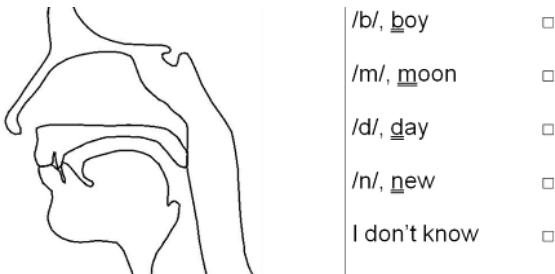 /b/, boy
/m/, moon
/d/, day
/n/, new
I don't know